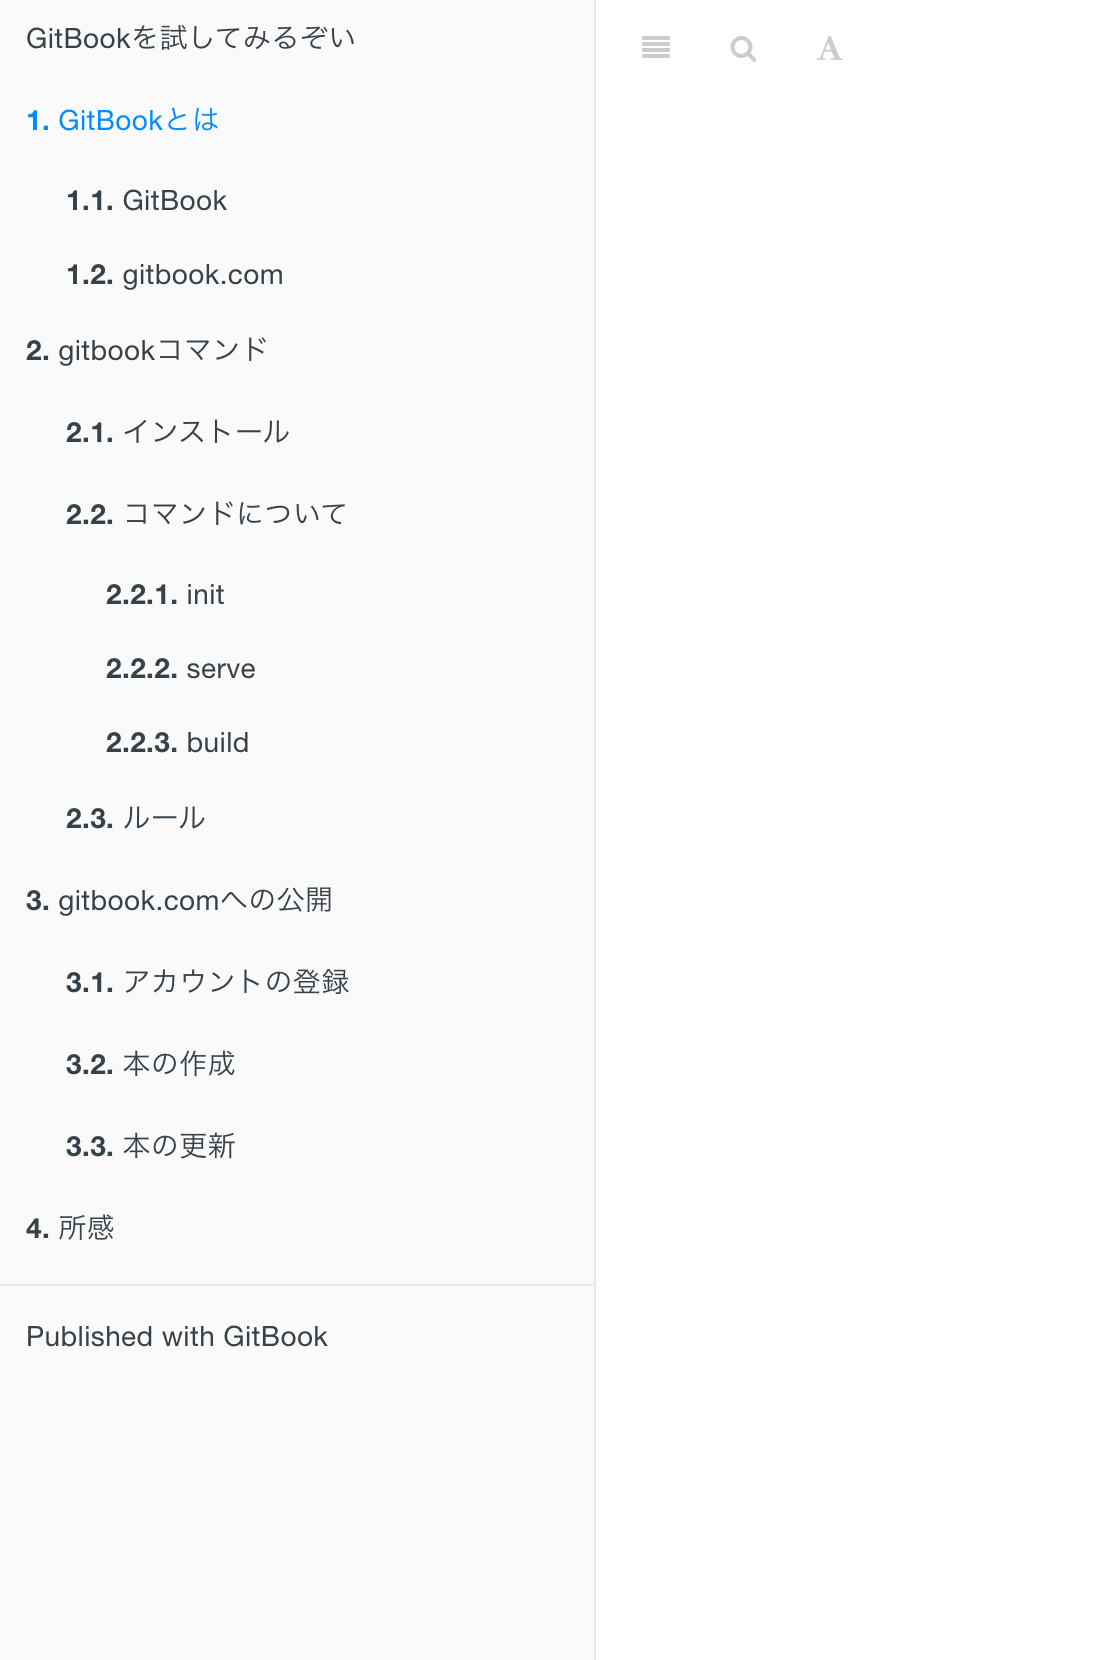 GitBookを試してみるぞい
1. GitBookとは
1.1. GitBook
1.2. gitbook.com
2. gitbookコマンド
2.1. インストール
2.2. コマンドについて
2.2.1. init
2.2.2. serve
2.2.3. build
2.3. ルール
3. gitbook.comへの公開
3.1. アカウントの登録
3.2. 本の作成
3.3. 本の更新
4. 所感
Published with GitBook
A